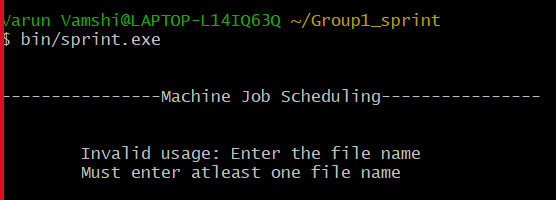 Varun Vamshi@LAPTOP-L14IQ63Q ~/Group1_sprint
$ bin/sprint.exe
----------------Machine Job Scheduling----------------
Invalid usage: Enter the file name
Must enter atleast one file name